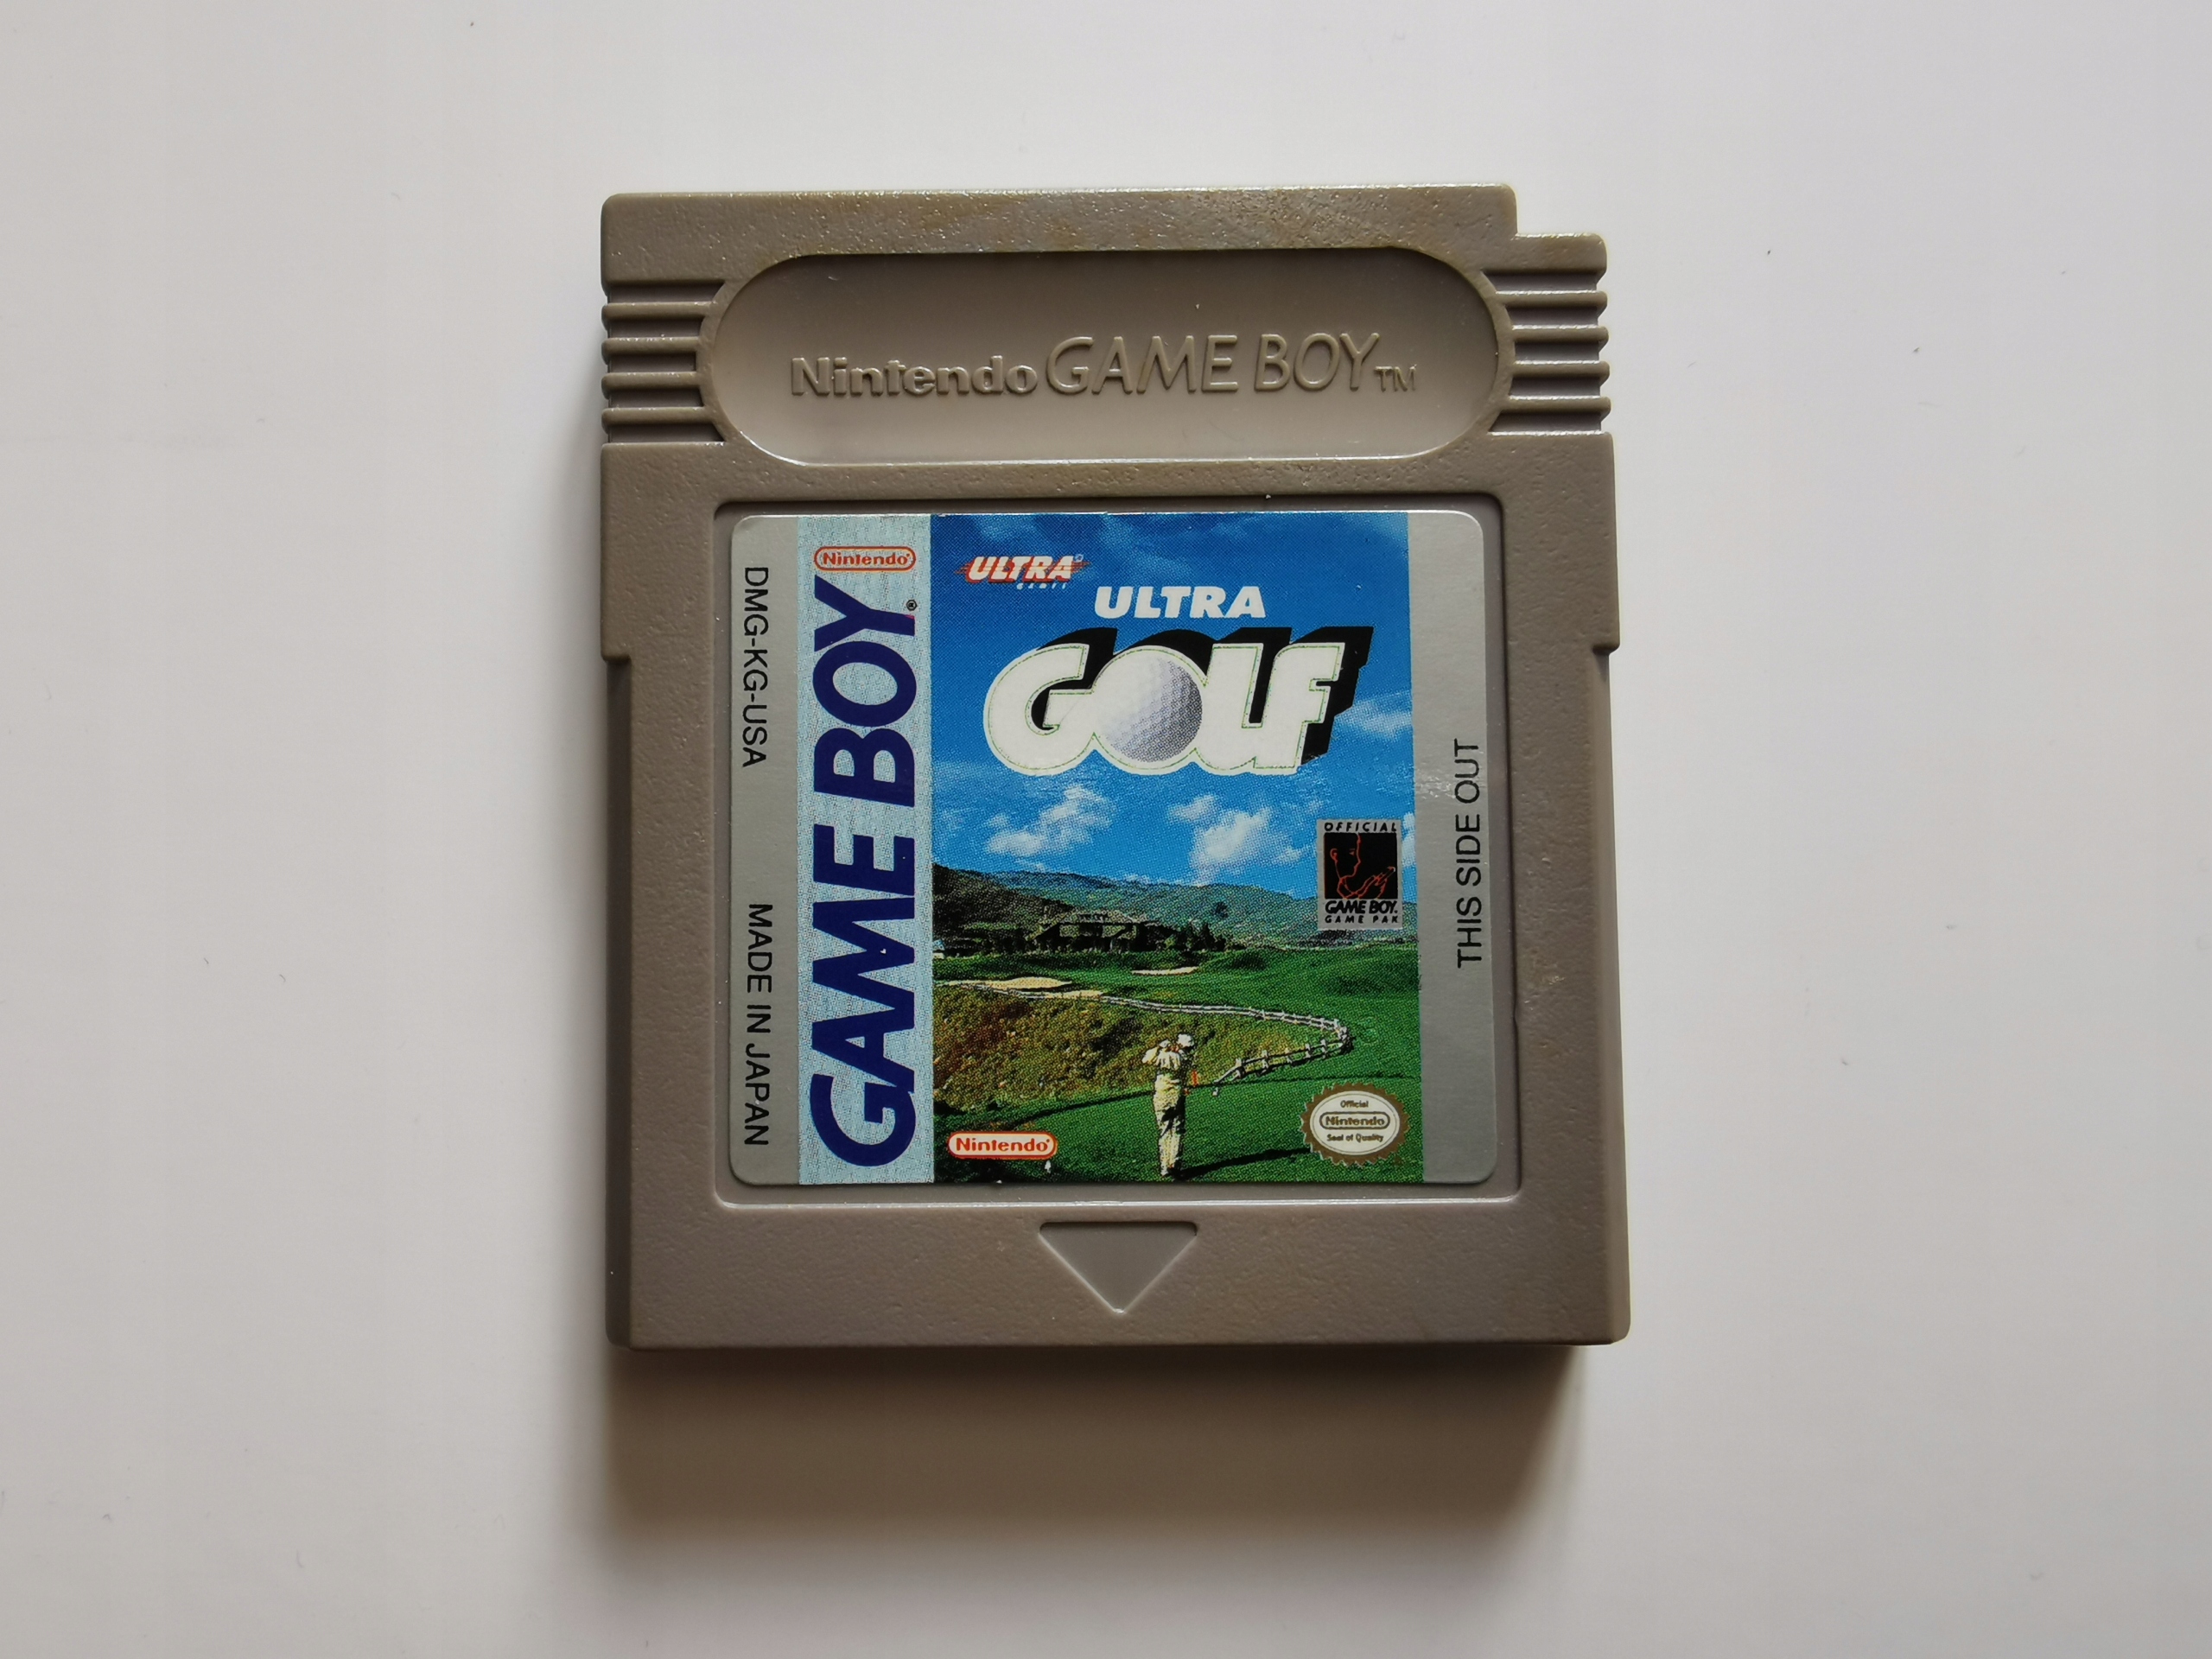 Nintendo GAME BOY™
Nintendo®
GAME BOY®
DMG-KG-USA
MADE IN JAPAN
ULTRA®
GAMES
ULTRA
GOLF
OFFICIAL
GAME BOY.
GAME PAK
Nintendo®
Official
Nintendo
Seal of Quality
THIS SIDE OUT